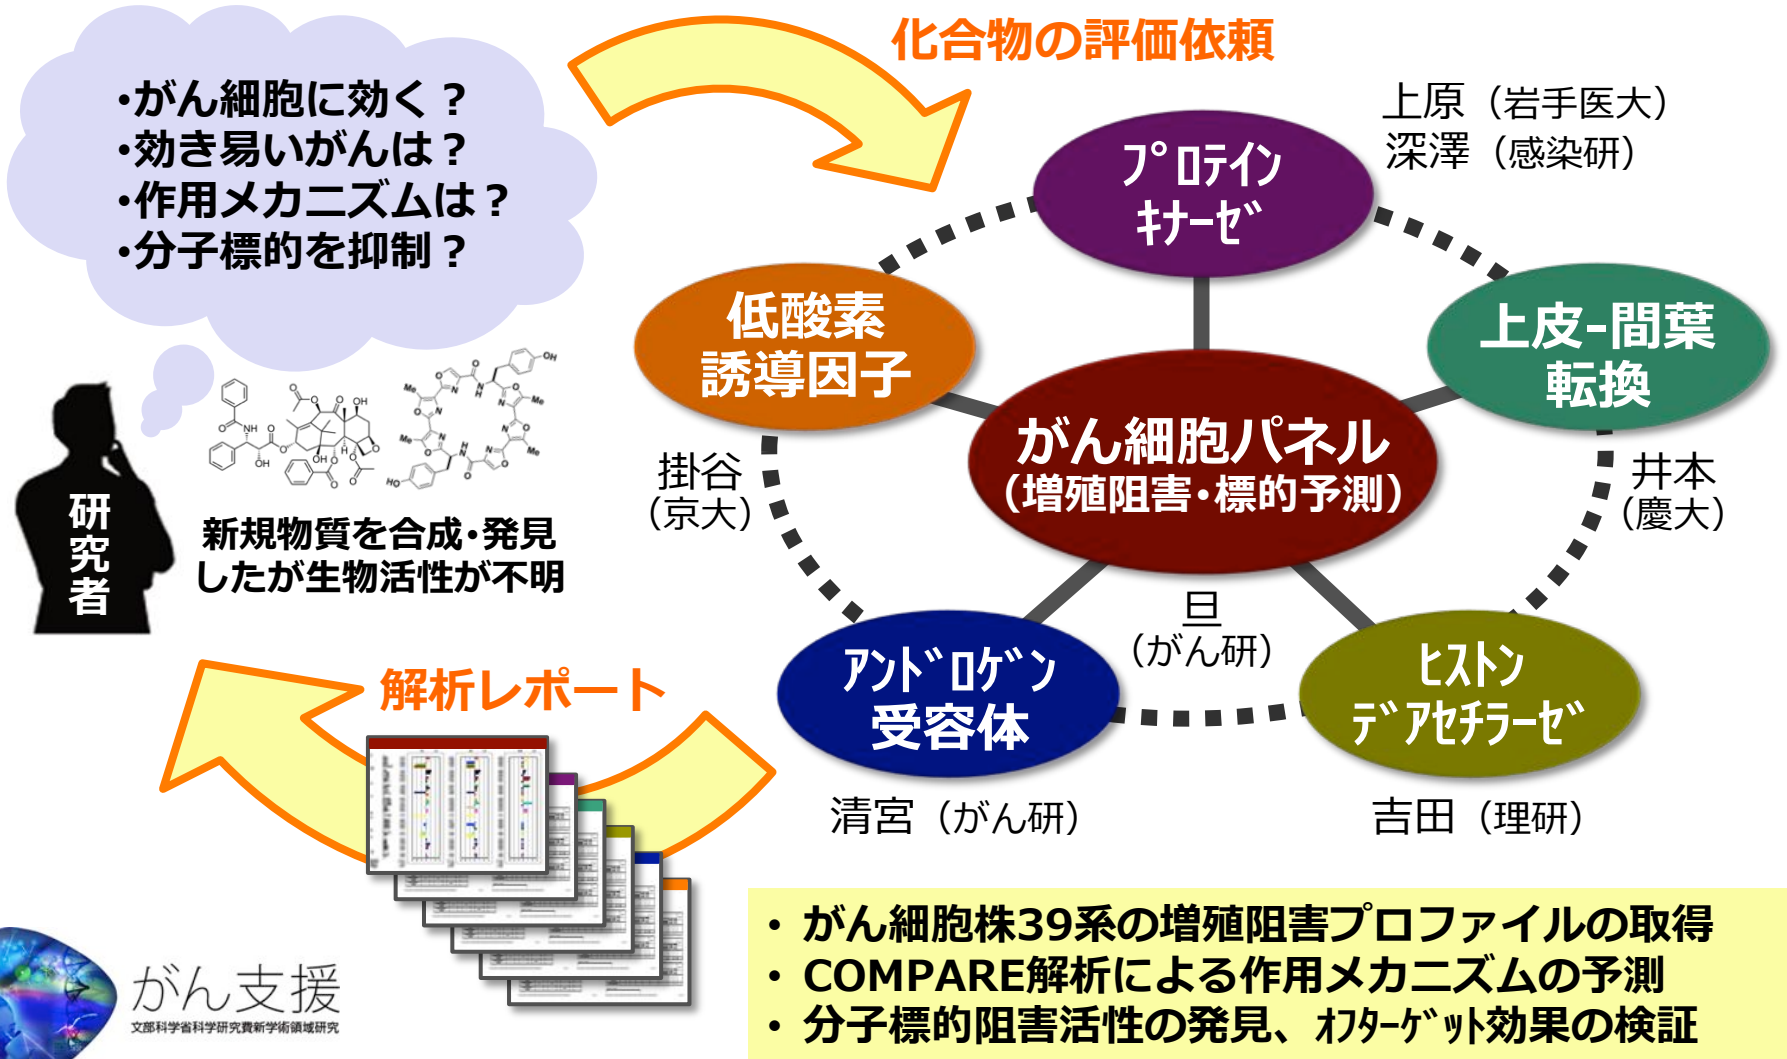 化合物の評価依頼
・がん細胞に効く？
・効き易いがんは？
・作用メカニズムは？
・分子標的を抑制？
上原（岩手医大）
深澤（感染研）
ﾌﾟﾛﾃｲﾝ
ｷﾅｰｾﾞ
低酸素
誘導因子
上皮-間葉
転換
がん細胞パネル
（増殖阻害・標的予測）
掛谷
（京大）
井本
（慶大）
研究者
新規物質を合成・発見
したが生物活性が不明
旦
（がん研）
ｱﾝﾄﾞﾛｹﾞﾝ
受容体
ﾋｽﾄﾝ
ﾃﾞｱｾﾁﾗｰｾﾞ
清宮（がん研）
吉田（理研）
解析レポート
・がん細胞株39系の増殖阻害プロファイルの取得
・COMPARE解析による作用メカニズムの予測
・分子標的阻害活性の発見、ｵﾌﾀｰｹﾞｯﾄ効果の検証
がん支援
文部科学省科学研究費新学術領域研究